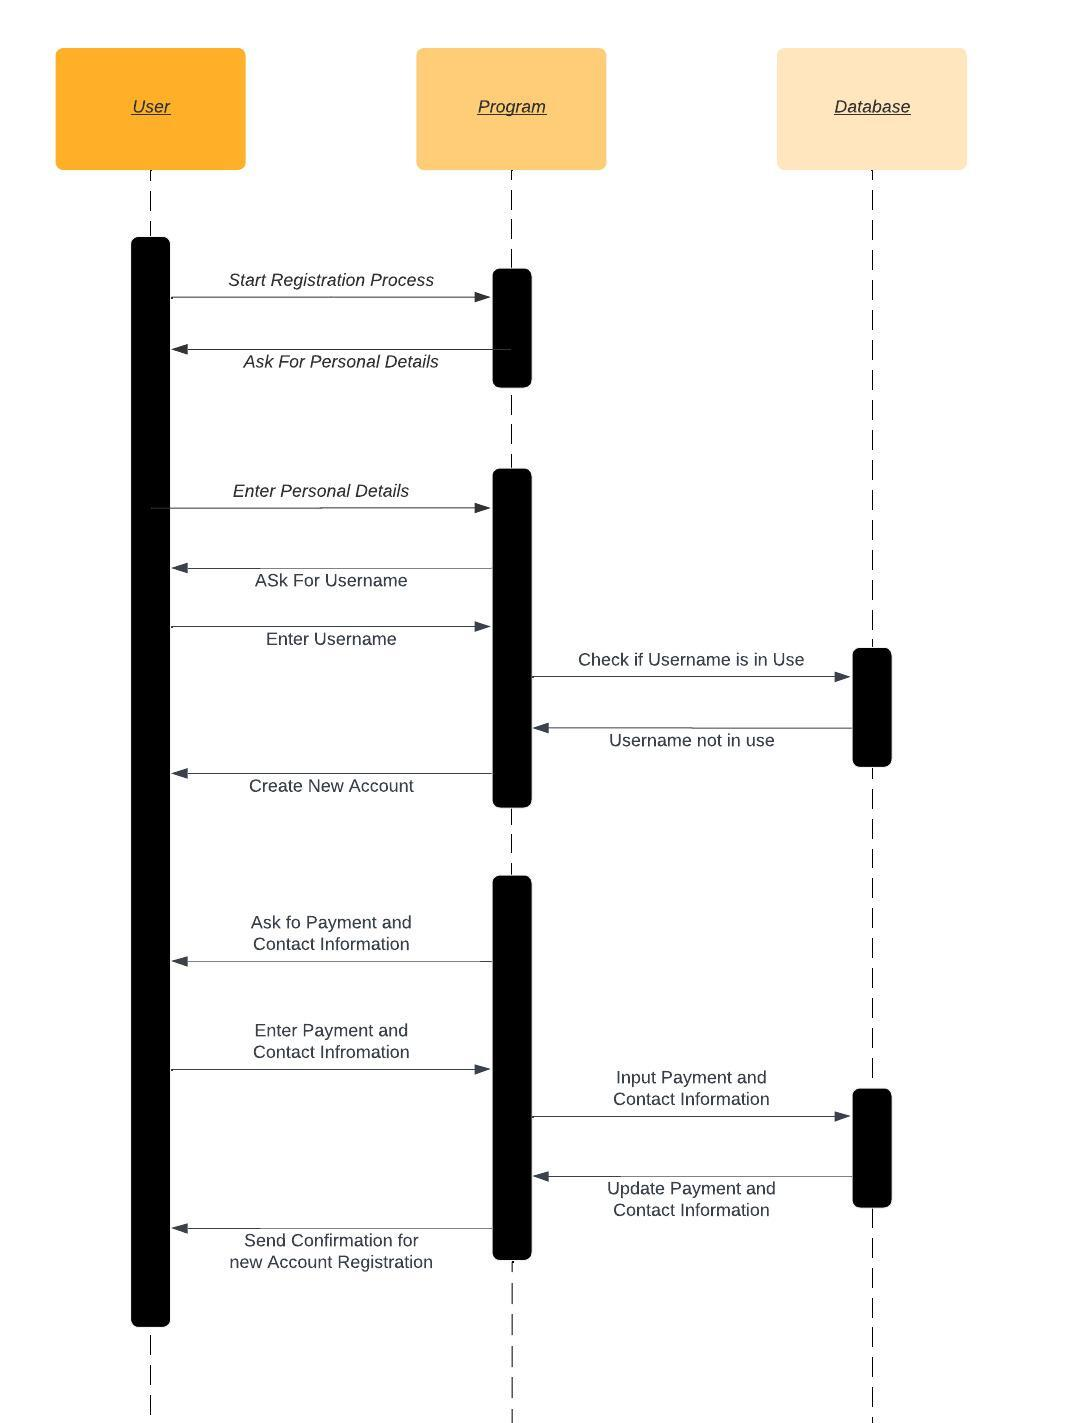 User
Program
Database
Start Registration Process
Ask For Personal Details
Enter Personal Details
ASk For Username
Enter Username
Check if Username is in Use
Username not in use
Create New Account
Ask fo Payment and
Contact Information
Enter Payment and
Contact Infromation
Input Payment and
Contact Information
Update Payment and
Contact Information
Send Confirmation for
new Account Registration